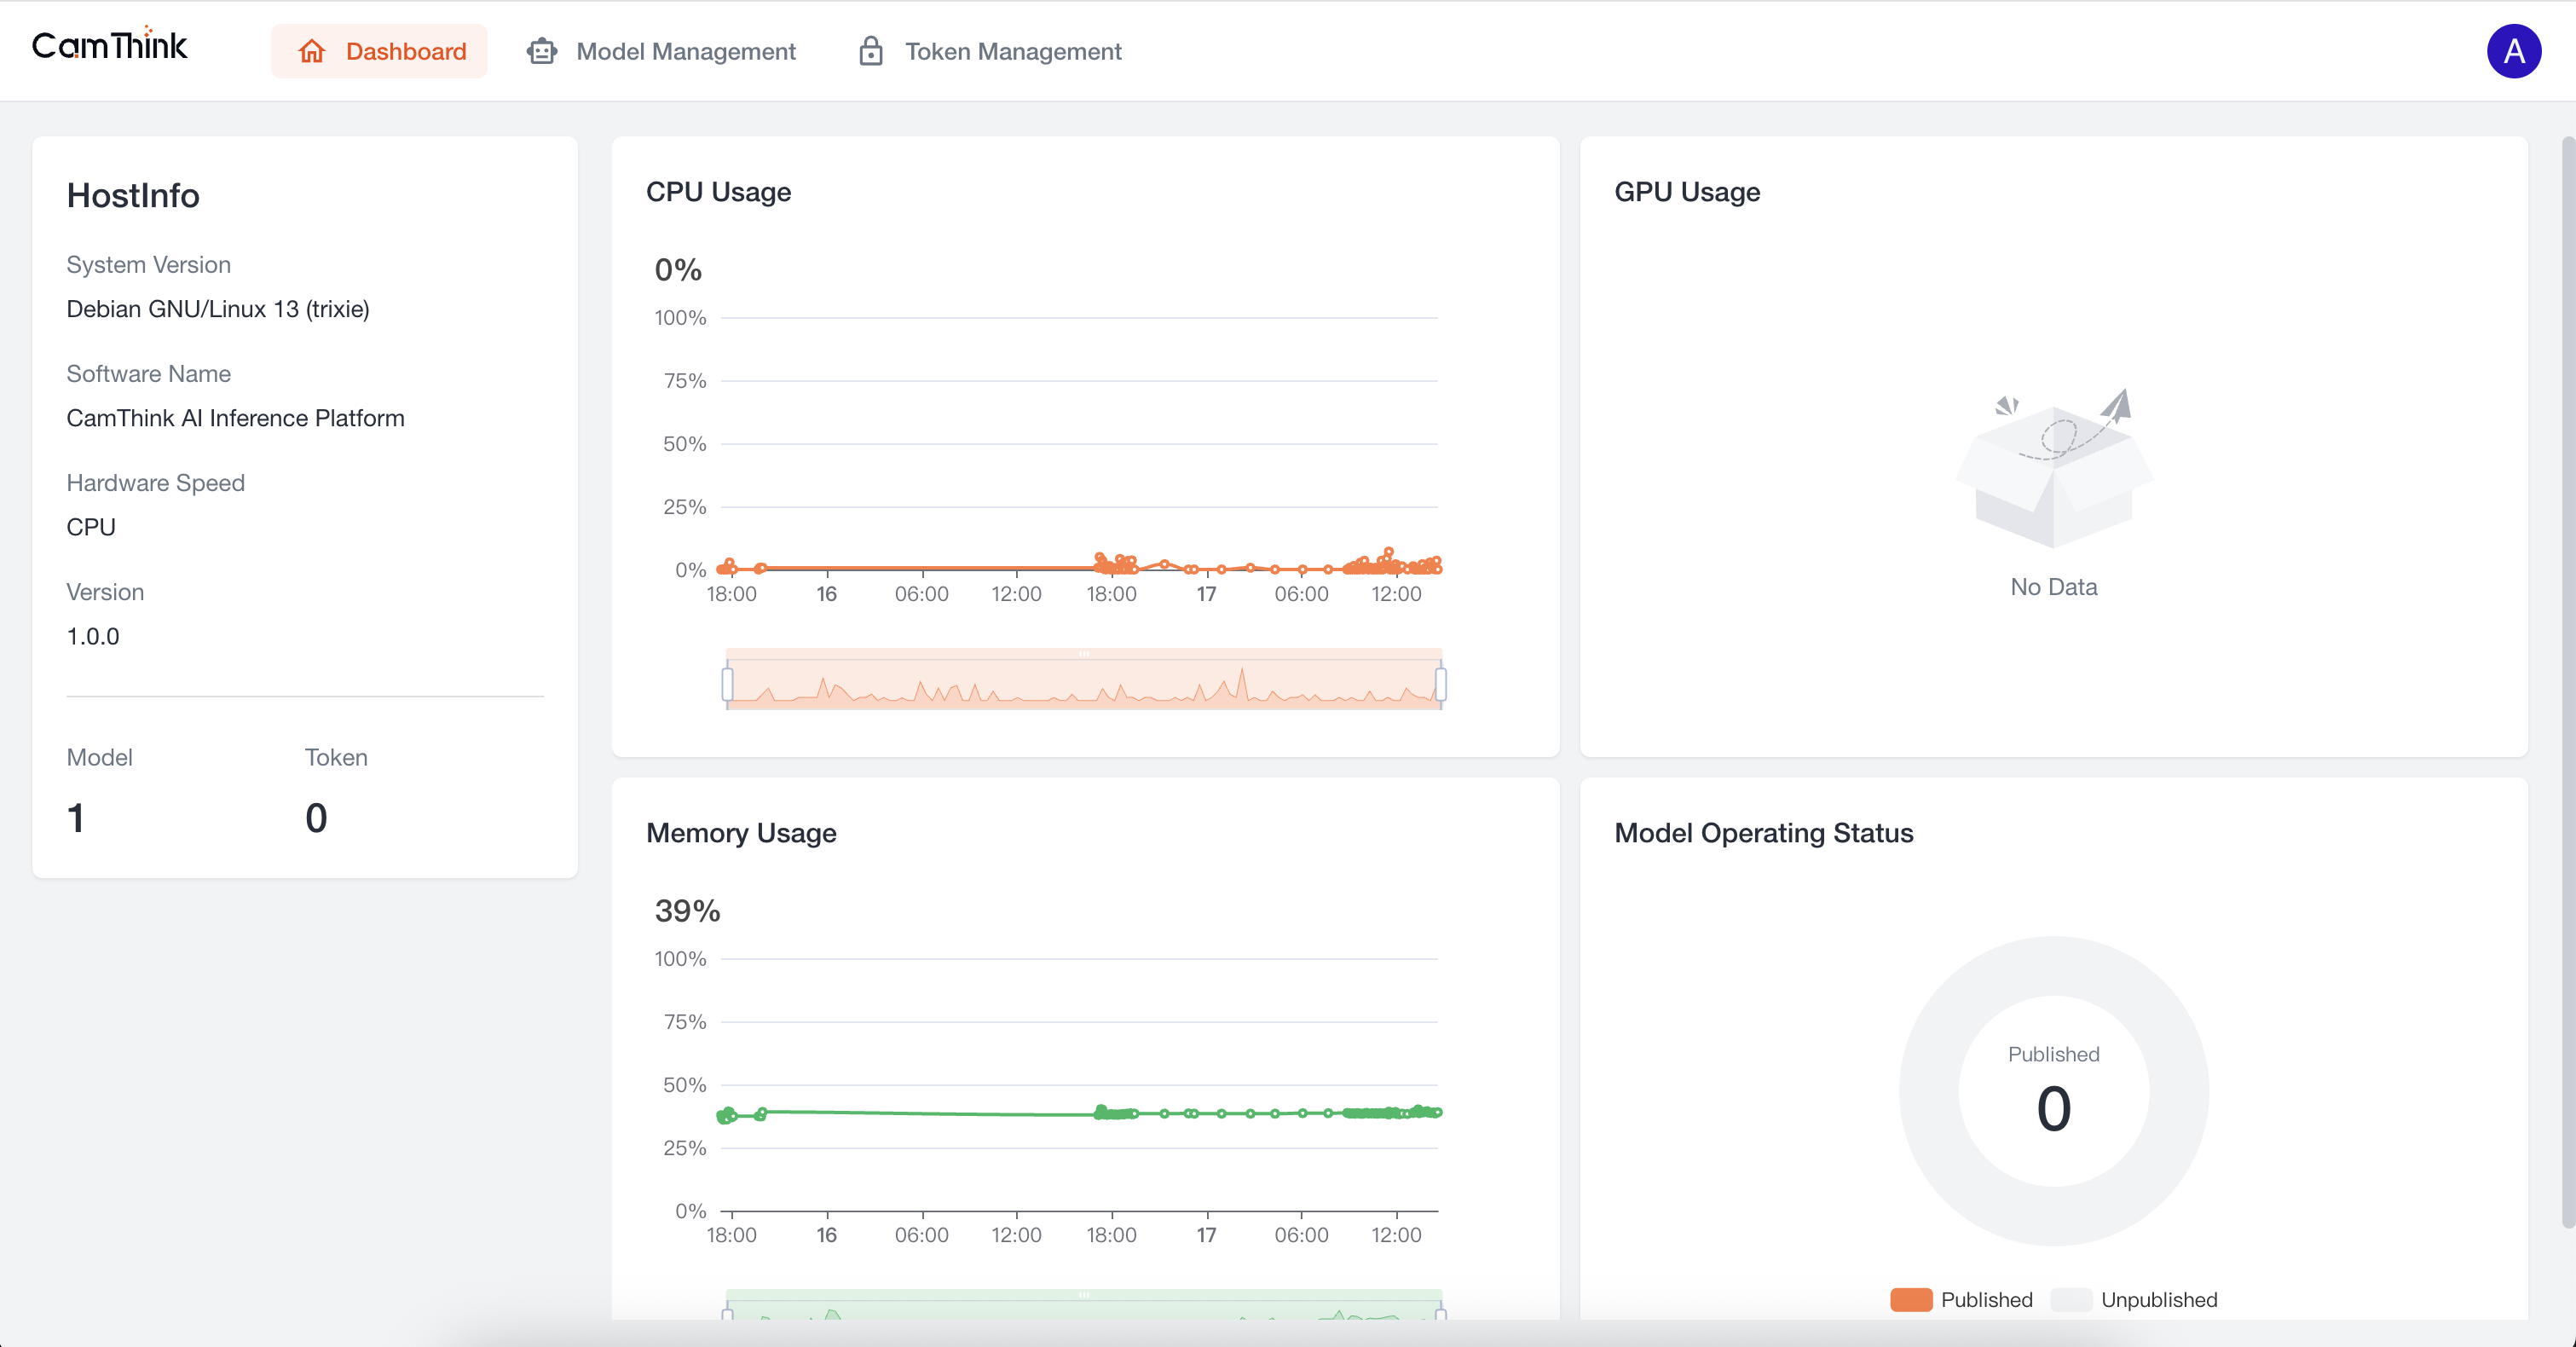 CamThink
Dashboard
Model Management
Token Management
A
HostInfo
System Version
Debian GNU/Linux 13 (trixie)
Software Name
CamThink AI Inference Platform
Hardware Speed
CPU
Version
1.0.0
Model Token
1 0
CPU Usage
0%
100%
75%
50%
25%
0%
18:00 16 06:00 12:00 18:00 17 06:00 12:00
GPU Usage
No Data
Memory Usage
39%
100%
75%
50%
25%
0%
18:00 16 06:00 12:00 18:00 17 06:00 12:00
Model Operating Status
Published
0
Published Unpublished